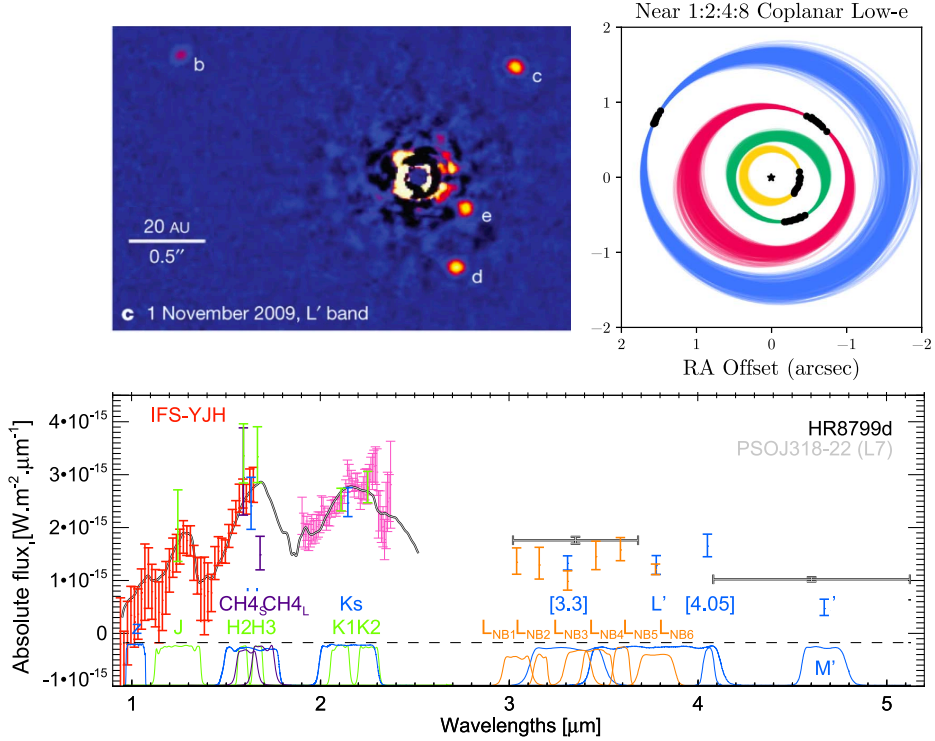 b
c
e
d
20 AU
0.5″
c 1 November 2009, L′ band
Near 1:2:4:8 Coplanar Low-e
2
1
0
−1
−2
2
1
0
−1
−2
RA Offset (arcsec)
IFS-YJH
HR8799d
PSOJ318-22 (L7)
Absolute flux [W.m⁻².µm⁻¹]
4•10⁻¹⁵
3•10⁻¹⁵
2•10⁻¹⁵
1•10⁻¹⁵
0
-1•10⁻¹⁵
CH4S CH4L
Ks
[3.3]
L'
[4.05]
z
J
H2H3
K1K2
LNB1 LNB2 LNB3 LNB4 LNB5 LNB6
M'
1
2
3
4
5
Wavelengths [µm]